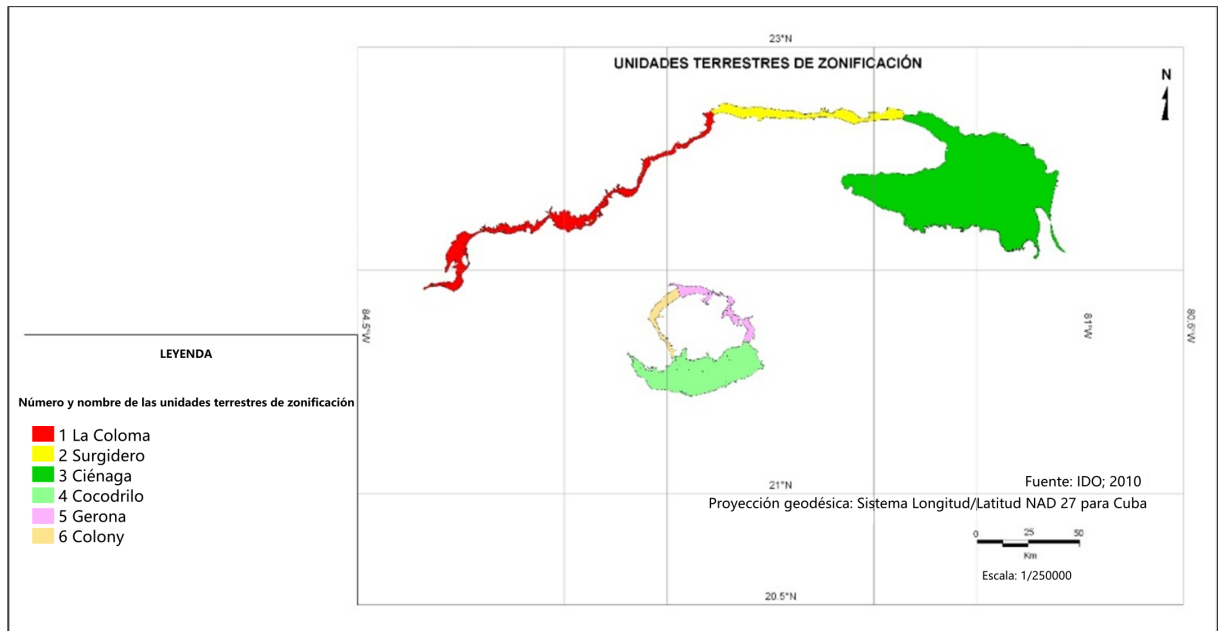 23°N
UNIDADES TERRESTRES DE ZONIFICACIÓN
N
84.5°W
81°W
80.5°W
LEYENDA
Número y nombre de las unidades terrestres de zonificación
1 La Coloma
2 Surgidero
3 Ciénaga
4 Cocodrilo
5 Gerona
6 Colony
21°N
Fuente: IDO; 2010
Proyección geodésica: Sistema Longitud/Latitud NAD 27 para Cuba
0 25 50
Km
Escala: 1/250000
20.5°N